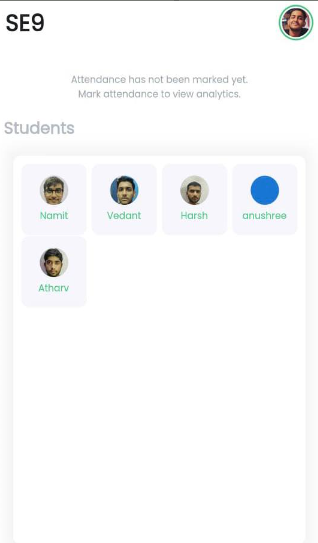 SE9
Attendance has not been marked yet.
Mark attendance to view analytics.
Students
Namit
Vedant
Harsh
anushree
Atharv